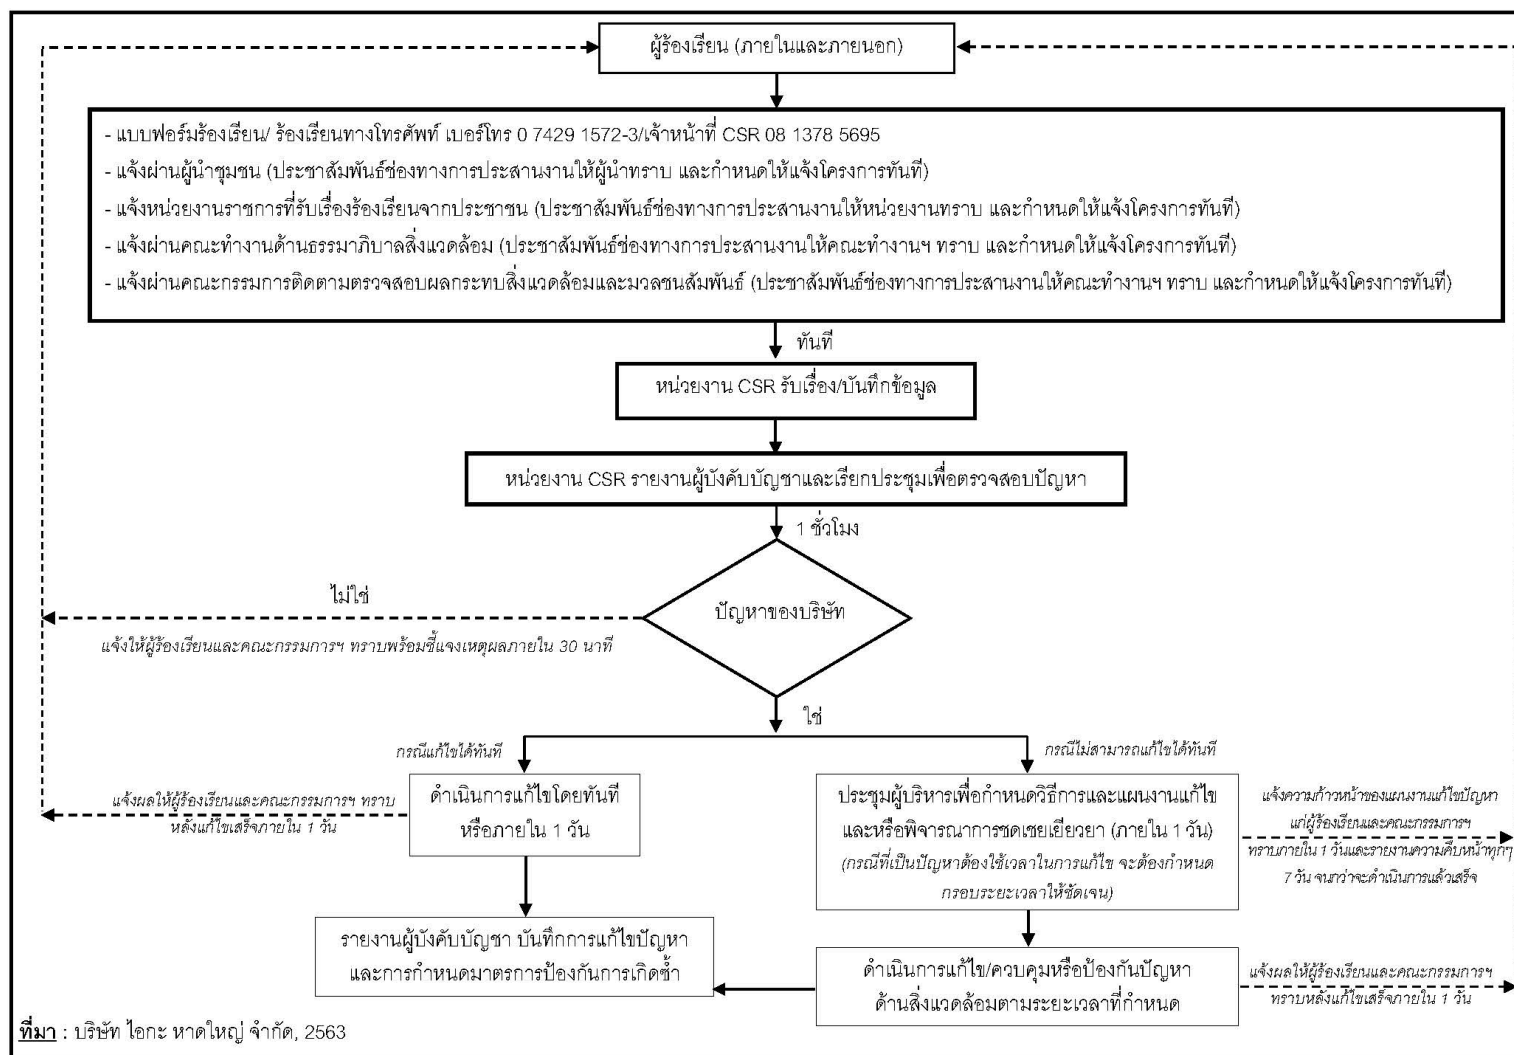 ผู้ร้องเรียน (ภายในและภายนอก)
- แบบฟอร์มร้องเรียน/ ร้องเรียนทางโทรศัพท์ เบอร์โทร 0 7429 1572-3/เจ้าหน้าที่ CSR 08 1378 5695
- แจ้งผ่านผู้นำชุมชน (ประชาสัมพันธ์ช่องทางการประสานงานให้ผู้นำทราบ และกำหนดให้แจ้งโครงการทันที)
- แจ้งหน่วยงานราชการที่รับเรื่องร้องเรียนจากประชาชน (ประชาสัมพันธ์ช่องทางการประสานงานให้หน่วยงานทราบ และกำหนดให้แจ้งโครงการทันที)
- แจ้งผ่านคณะทำงานด้านธรรมาภิบาลสิ่งแวดล้อม (ประชาสัมพันธ์ช่องทางการประสานงานให้คณะทำงานฯ ทราบ และกำหนดให้แจ้งโครงการทันที)
- แจ้งผ่านคณะกรรมการติดตามตรวจสอบผลกระทบสิ่งแวดล้อมและมวลชนสัมพันธ์ (ประชาสัมพันธ์ช่องทางการประสานงานให้คณะทำงานฯ ทราบ และกำหนดให้แจ้งโครงการทันที)
ทันที
หน่วยงาน CSR รับเรื่อง/บันทึกข้อมูล
หน่วยงาน CSR รายงานผู้บังคับบัญชาและเรียกประชุมเพื่อตรวจสอบปัญหา
1 ชั่วโมง
ปัญหาของบริษัท
ไม่ใช่
แจ้งให้ผู้ร้องเรียนและคณะกรรมการฯ ทราบพร้อมชี้แจงเหตุผลภายใน 30 นาที
ใช่
กรณีแก้ไขได้ทันที
กรณีไม่สามารถแก้ไขได้ทันที
ดำเนินการแก้ไขโดยทันที
หรือภายใน 1 วัน
แจ้งผลให้ผู้ร้องเรียนและคณะกรรมการฯ ทราบ
หลังแก้ไขเสร็จภายใน 1 วัน
ประชุมผู้บริหารเพื่อกำหนดวิธีการและแผนงานแก้ไข
และหรือพิจารณาการชดเชยเยียวยา (ภายใน 1 วัน)
(กรณีที่เป็นปัญหาต้องใช้เวลาในการแก้ไข จะต้องกำหนด
กรอบระยะเวลาให้ชัดเจน)
แจ้งความก้าวหน้าของแผนงานแก้ไขปัญหา
แก่ผู้ร้องเรียนและคณะกรรมการฯ
ทราบภายใน 1 วันและรายงานความคืบหน้าทุกๆ
7 วัน จนกว่าจะดำเนินการแล้วเสร็จ
รายงานผู้บังคับบัญชา บันทึกการแก้ไขปัญหา
และการกำหนดมาตรการป้องกันการเกิดซ้ำ
ดำเนินการแก้ไข/ควบคุมหรือป้องกันปัญหา
ด้านสิ่งแวดล้อมตามระยะเวลาที่กำหนด
แจ้งผลให้ผู้ร้องเรียนและคณะกรรมการฯ
ทราบหลังแก้ไขเสร็จภายใน 1 วัน
ที่มา : บริษัท ไอกะ หาดใหญ่ จำกัด, 2563